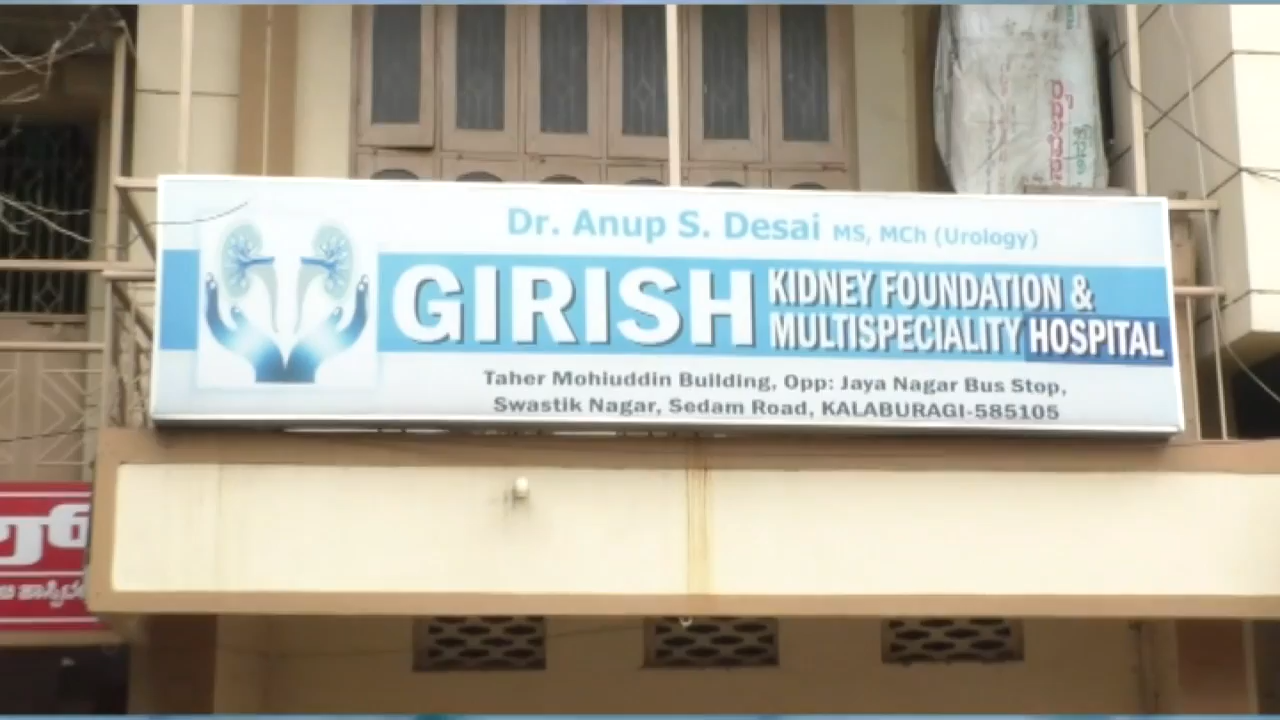 Dr. Anup S. Desai MS, MCh (Urology)
GIRISH KIDNEY FOUNDATION &
MULTISPECIALITY HOSPITAL
Taher Mohiuddin Building, Opp: Jaya Nagar Bus Stop,
Swastik Nagar, Sedam Road, KALABURAGI-585105